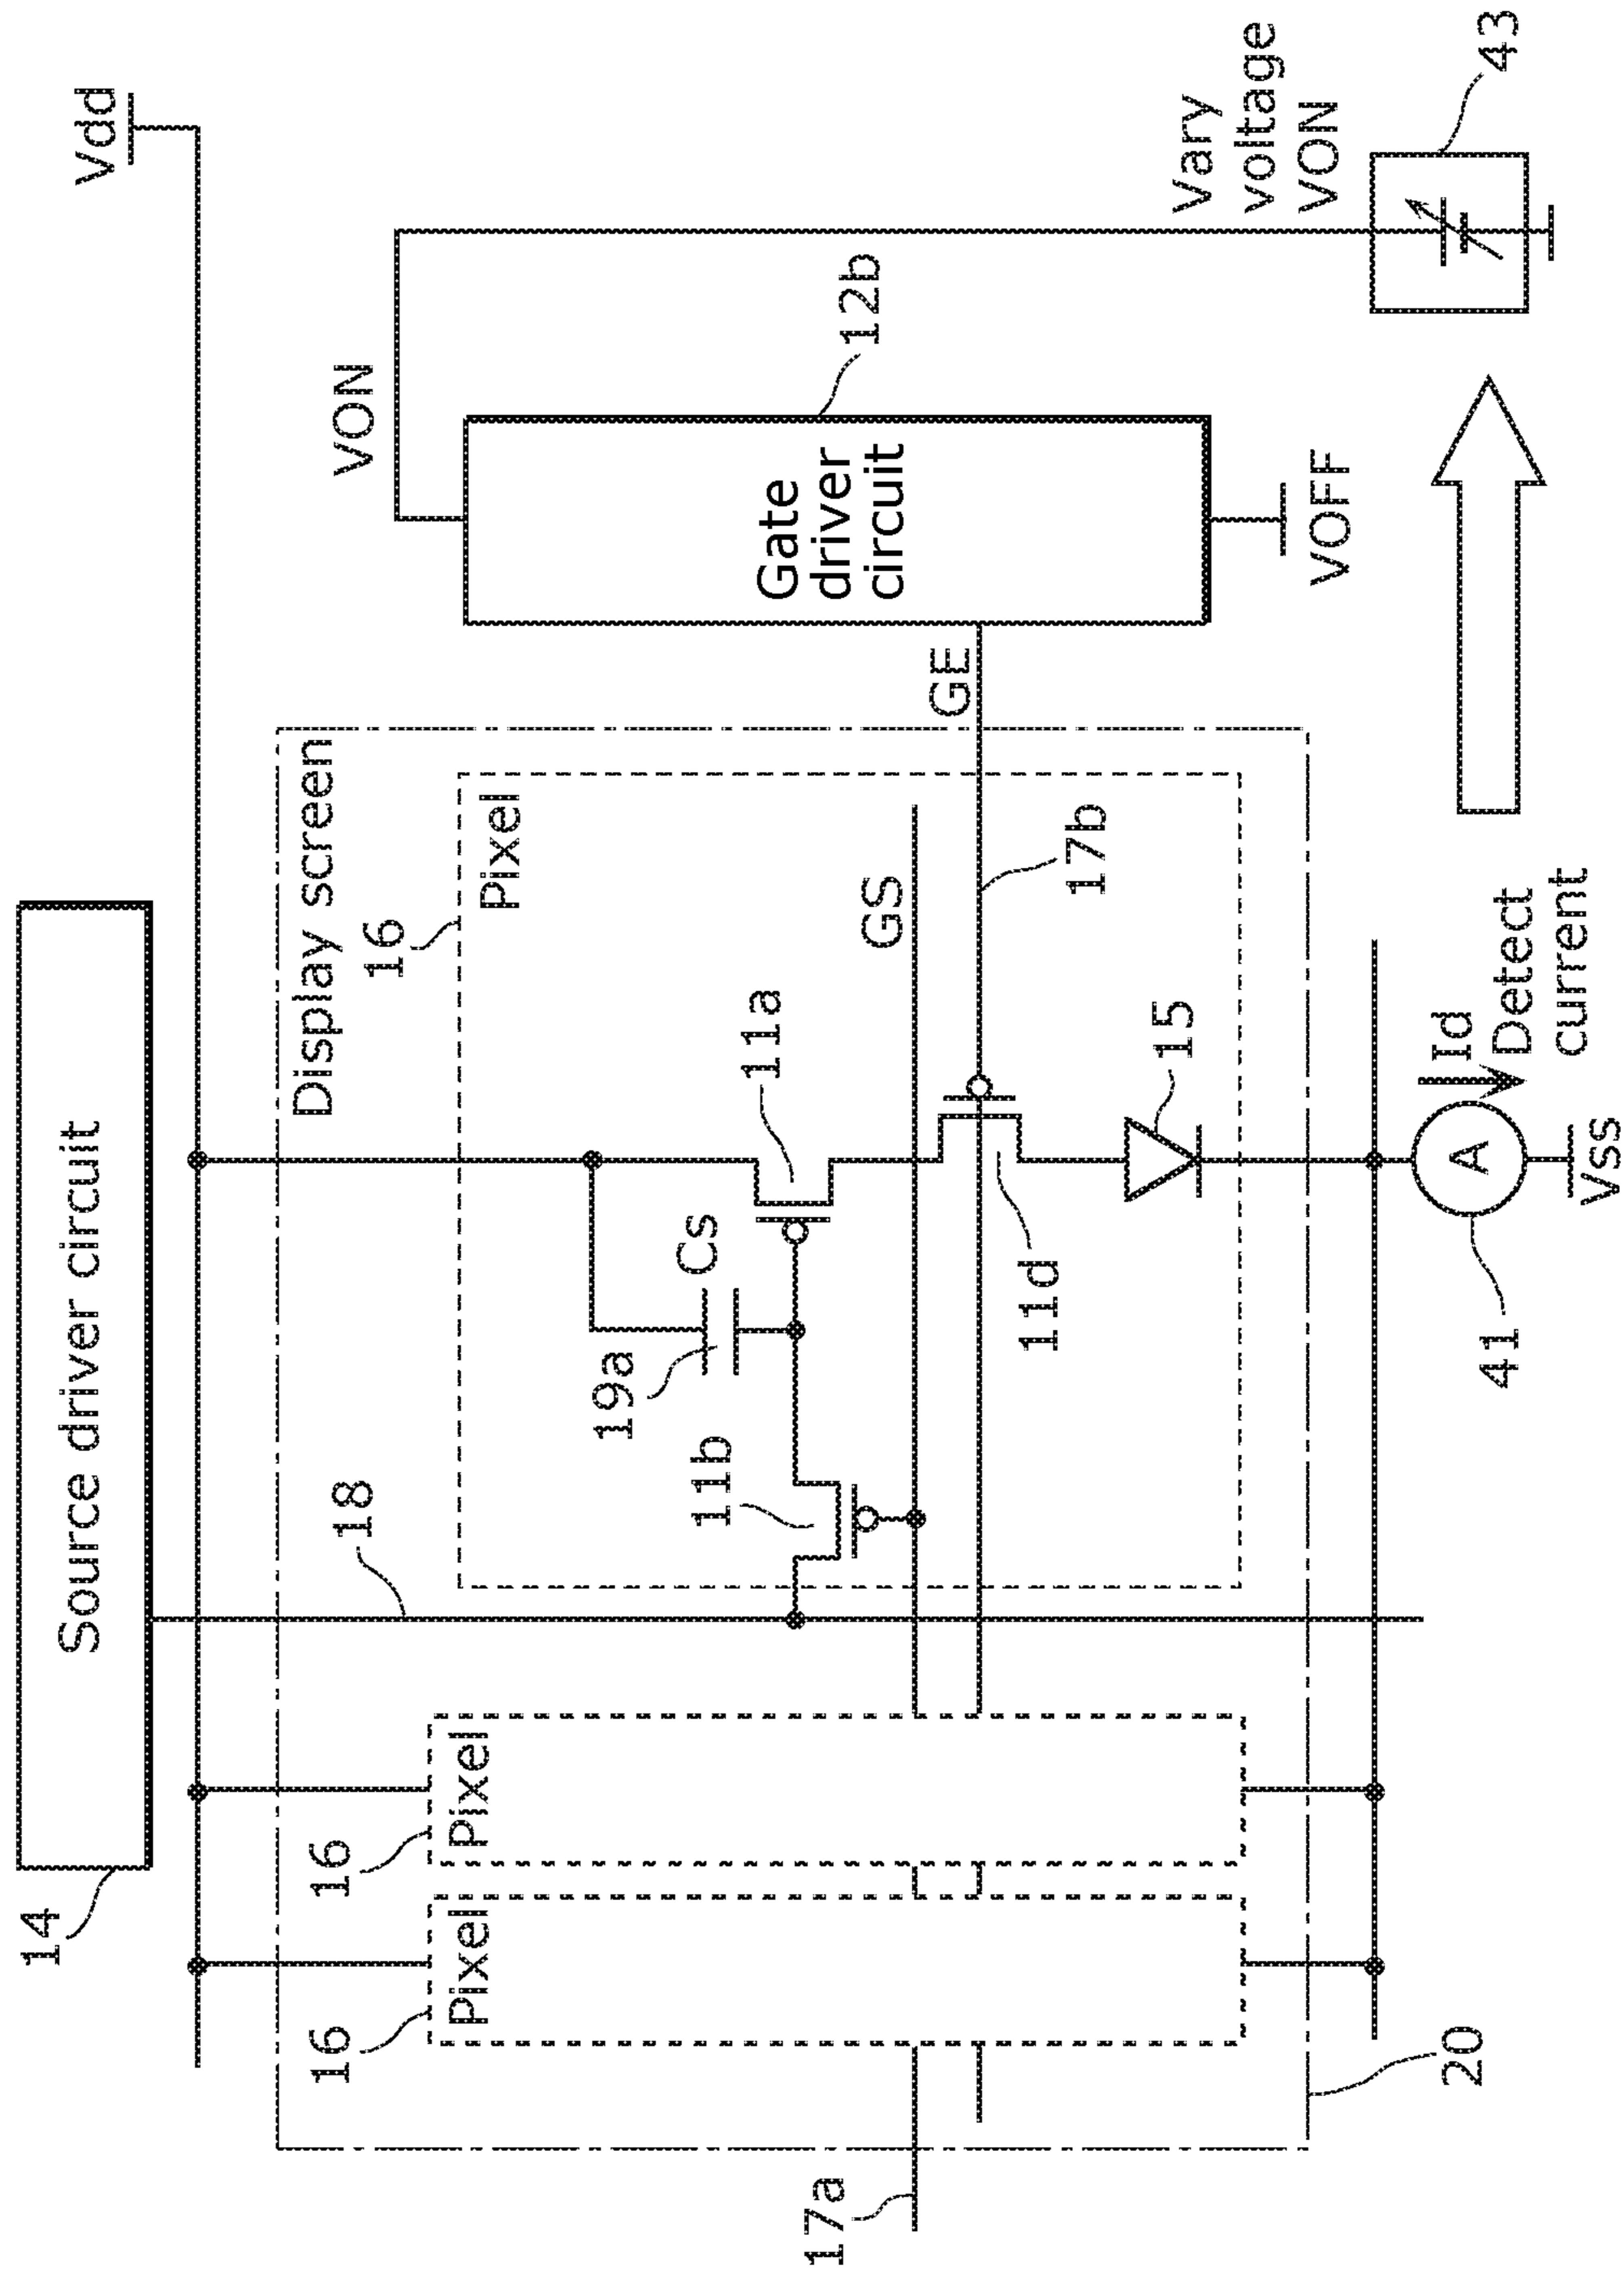 14
Source driver circuit
Vdd
18
Display screen
VON
16
16
16
Pixel
Pixel
Pixel
19a
Cs
11b
11a
Gate
driver
circuit
12b
17a
GS
GE
11d
17b
15
Vary
voltage
VON
VOFF
43
20
41
A
Id
Detect
current
Vss